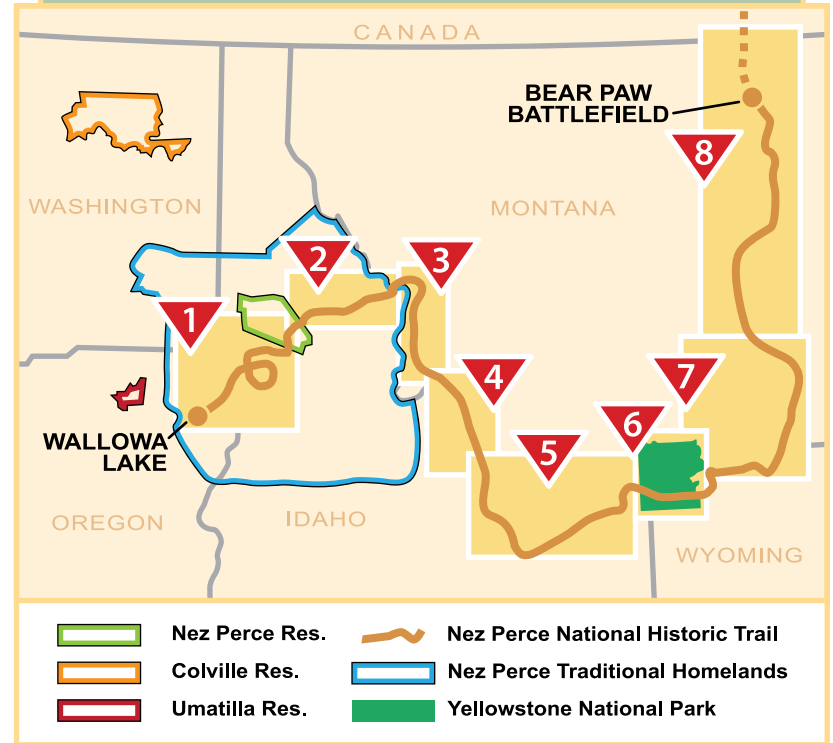 CANADA
BEAR PAW
BATTLEFIELD
8
WASHINGTON
MONTANA
2
3
1
7
4
6
WALLOWA
LAKE
5
OREGON
IDAHO
WYOMING
Nez Perce Res.
Nez Perce National Historic Trail
Colville Res.
Nez Perce Traditional Homelands
Umatilla Res.
Yellowstone National Park